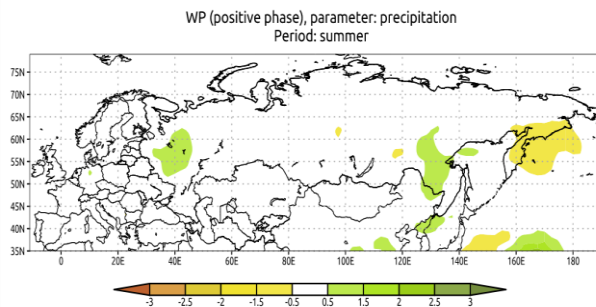 WP (positive phase), parameter: precipitation
Period: summer
75N
70N
65N
60N
55N
50N
45N
40N
35N
0 20E 40E 60E 80E 100E 120E 140E 160E 180E
-3 -2.5 -2 -1.5 -0.5 0.5 1.5 2 2.5 3